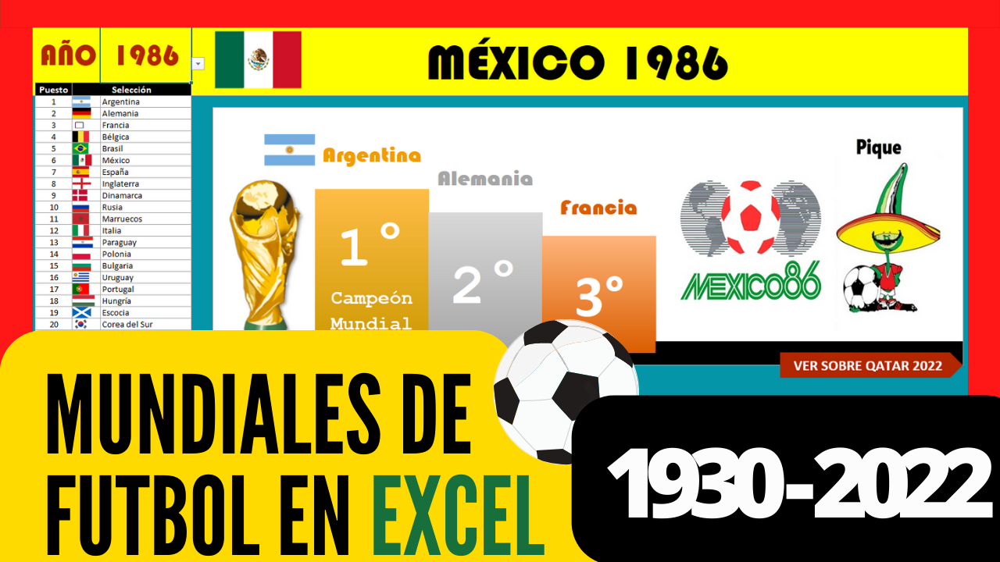 AÑO 1986
MÉXICO 1986
Puesto Selección
1 Argentina
2 Alemania
3 Francia
4 Bélgica
5 Brasil
6 México
7 España
8 Inglaterra
9 Dinamarca
10 Rusia
11 Marruecos
12 Italia
13 Paraguay
14 Polonia
15 Bulgaria
16 Uruguay
17 Portugal
18 Hungría
19 Escocia
20 Corea del Sur
Argentina
Alemania
Francia
1°
Campeón
Mundial
2°
3°
MEXICO86
Pique
VER SOBRE QATAR 2022
MUNDIALES DE
FUTBOL EN EXCEL
1930-2022